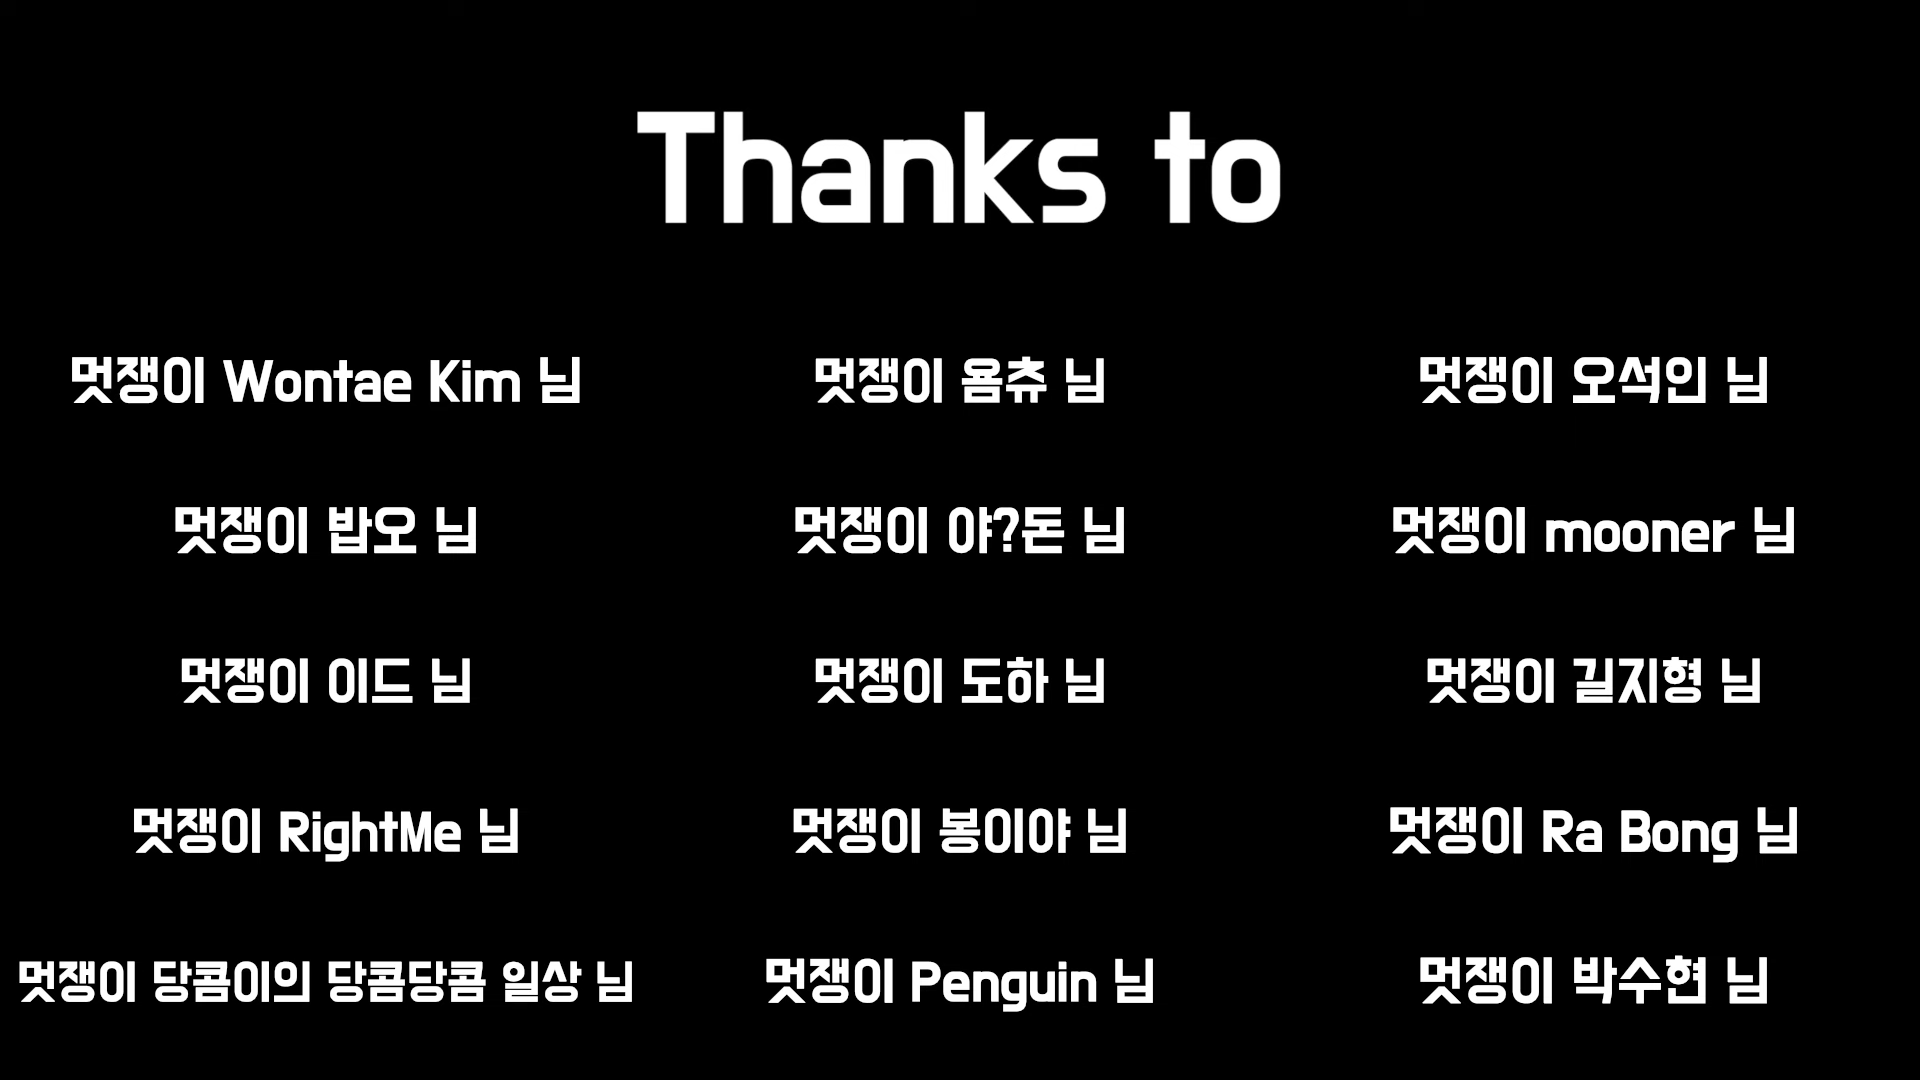 Thanks to
멋쟁이 Wontae Kim 님
멋쟁이 욤츄 님
멋쟁이 오석인 님
멋쟁이 밥오 님
멋쟁이 야?돈 님
멋쟁이 mooner 님
멋쟁이 이드 님
멋쟁이 도하 님
멋쟁이 길지형 님
멋쟁이 RightMe 님
멋쟁이 봉이야 님
멋쟁이 Ra Bong 님
멋쟁이 당콤이의 당콤당콤 일상 님
멋쟁이 Penguin 님
멋쟁이 박수현 님